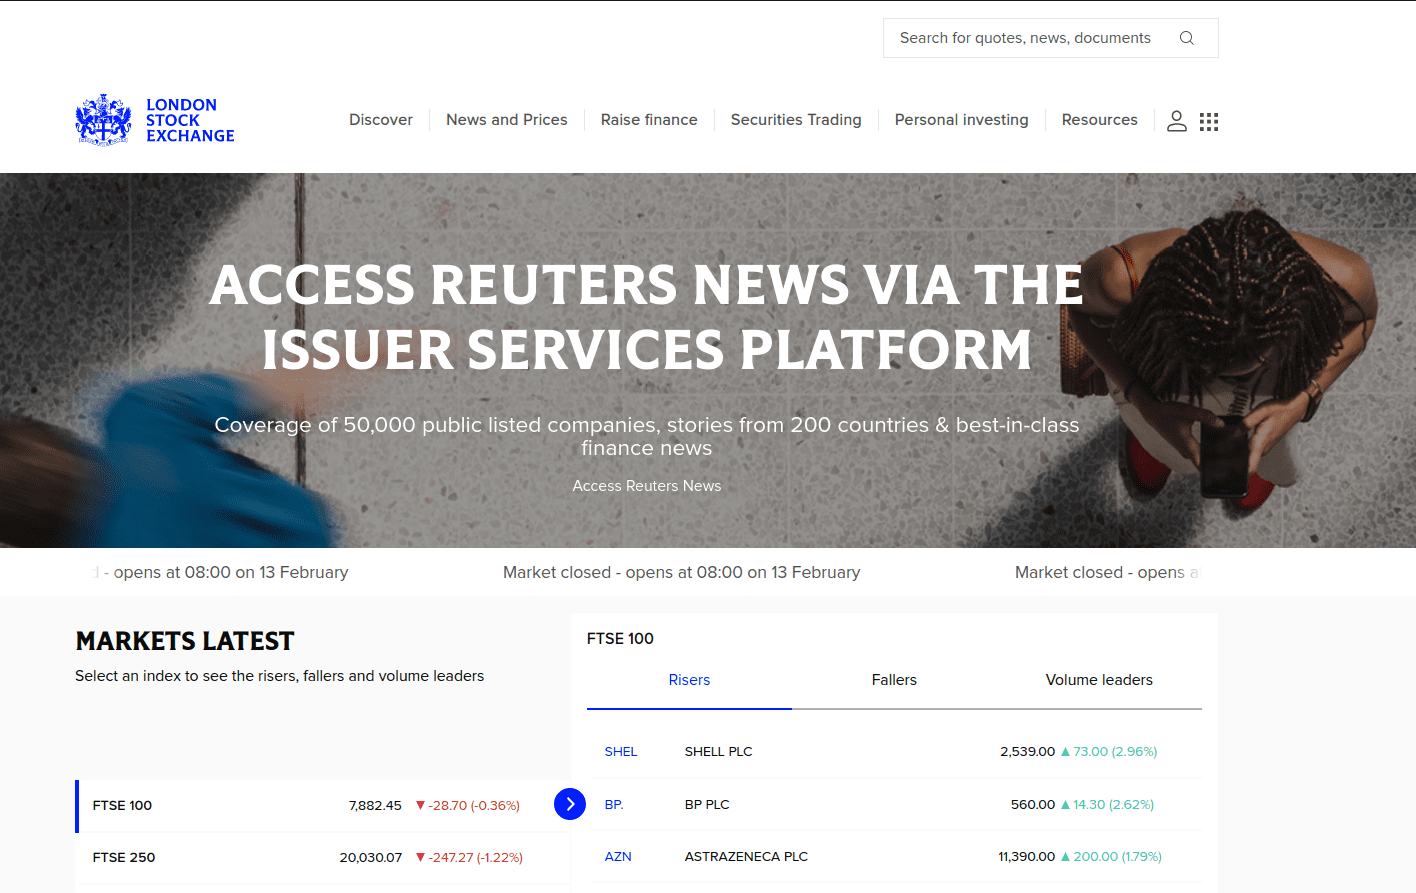 Search for quotes, news, documents
LONDON
STOCK
EXCHANGE
Discover
News and Prices
Raise finance
Securities Trading
Personal investing
Resources
ACCESS REUTERS NEWS VIA THE
ISSUER SERVICES PLATFORM
Coverage of 50,000 public listed companies, stories from 200 countries & best-in-class
finance news
Access Reuters News
d - opens at 08:00 on 13 February
Market closed - opens at 08:00 on 13 February
Market closed - opens a
MARKETS LATEST
Select an index to see the risers, fallers and volume leaders
FTSE 100 7,882.45 ▼ -28.70 (-0.36%)
FTSE 250 20,030.07 ▼ -247.27 (-1.22%)
FTSE 100
Risers
Fallers
Volume leaders
SHEL SHELL PLC 2,539.00 ▲ 73.00 (2.96%)
BP. BP PLC 560.00 ▲ 14.30 (2.62%)
AZN ASTRAZENECA PLC 11,390.00 ▲ 200.00 (1.79%)